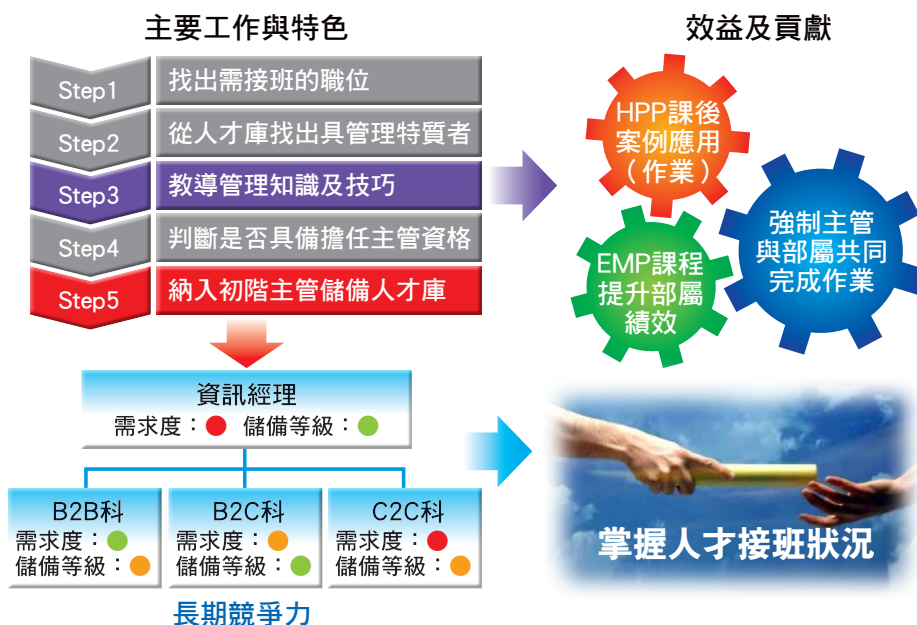 主要工作與特色
Step1 找出需接班的職位
Step2 從人才庫找出具管理特質者
Step3 教導管理知識及技巧
Step4 判斷是否具備擔任主管資格
Step5 納入初階主管儲備人才庫
效益及貢獻
HPP課後
案例應用
(作業)
EMP課程
提升部屬
績效
強制主管
與部屬共同
完成作業
資訊經理
需求度： 儲備等級：
B2B科
需求度：
儲備等級：
B2C科
需求度：
儲備等級：
C2C科
需求度：
儲備等級：
長期競爭力
掌握人才接班狀況